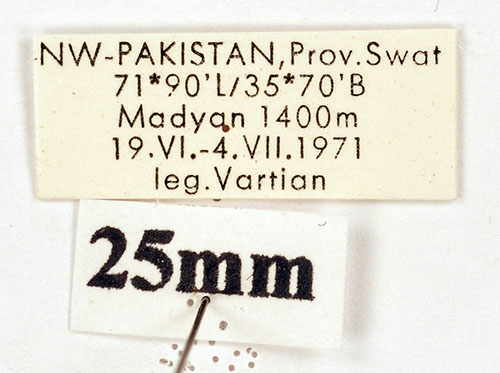 NW-PAKISTAN, Prov.Swat
71*90'L/35*70'B
Madyan 1400m
19.VI.-4.VII.1971
leg.Vartian
25mm